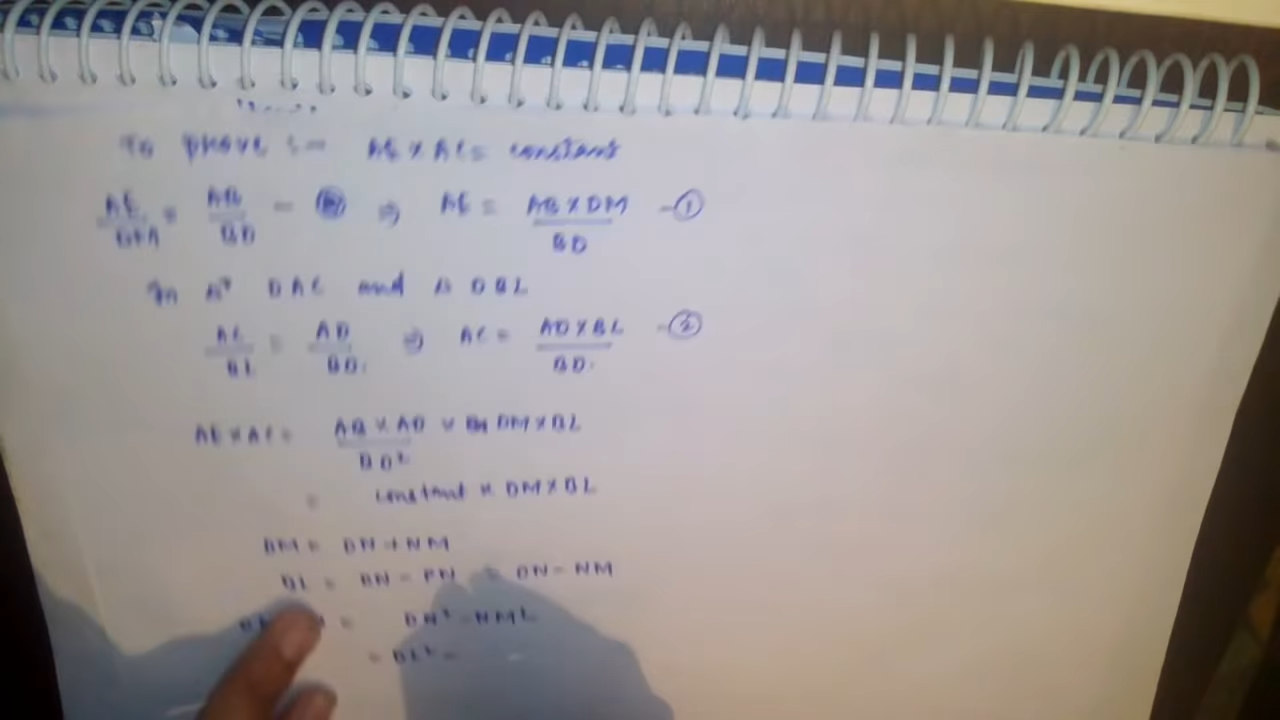 To prove :- AE × AC = constant
AE = AB - ⇒ AE = AB × DM - ①
BD BD
In Δˢ DAC and Δ DBL
AC = AD ⇒ AC = AD × BL - ②
BL BD. BD.
AE × AC = AB × AD × DM × BL
BD²
= constant × DM × BL
DM = DN + NM
BL = BN - PN = DN - NM
= DN² - NM²
= BL² -